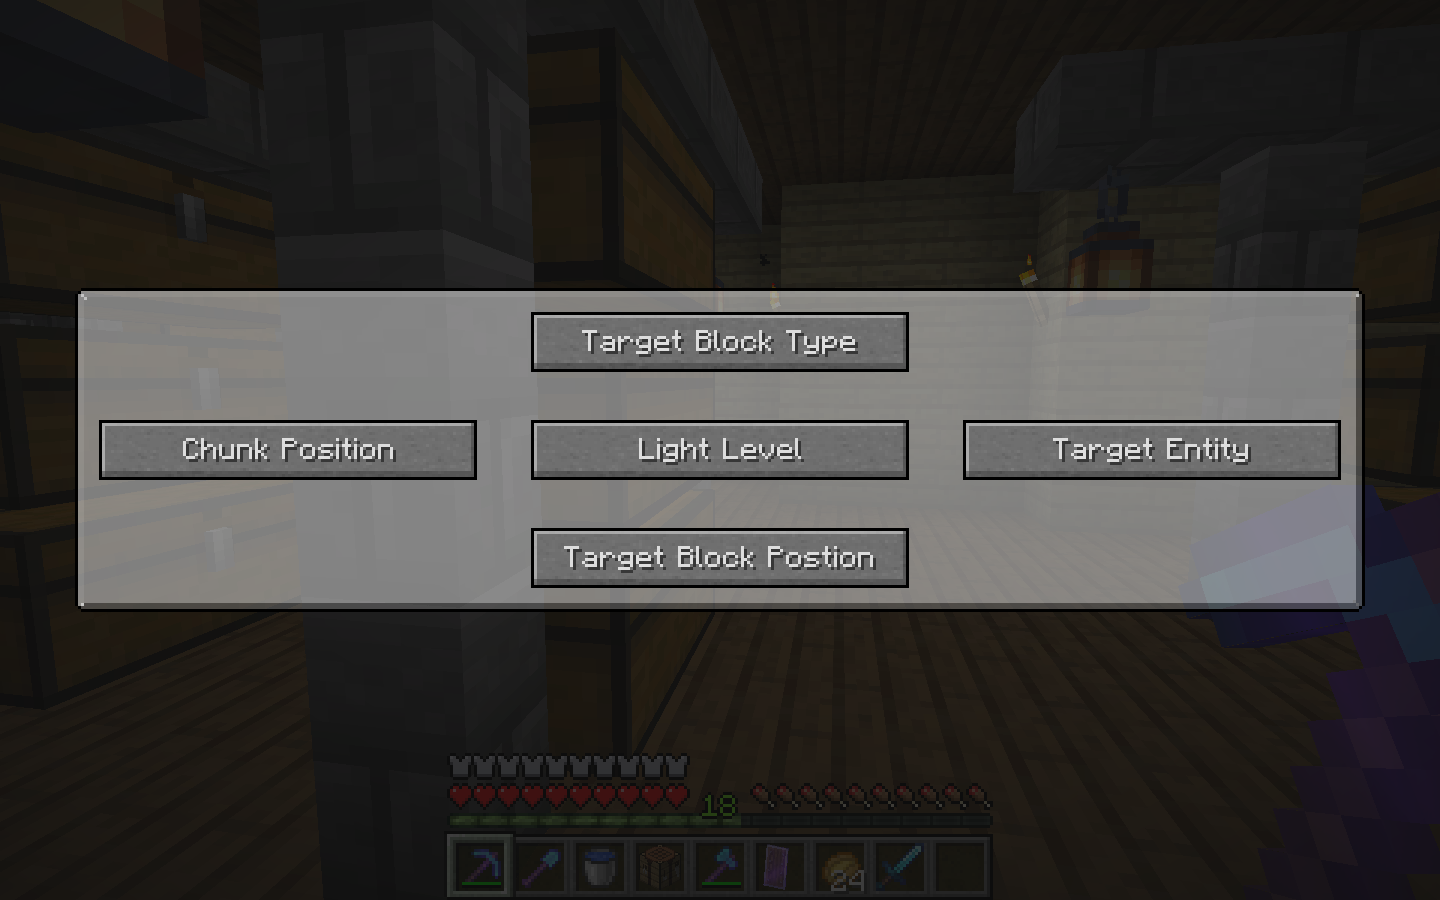 Target Block Type
Chunk Position
Light Level
Target Entity
Target Block Postion
18
24